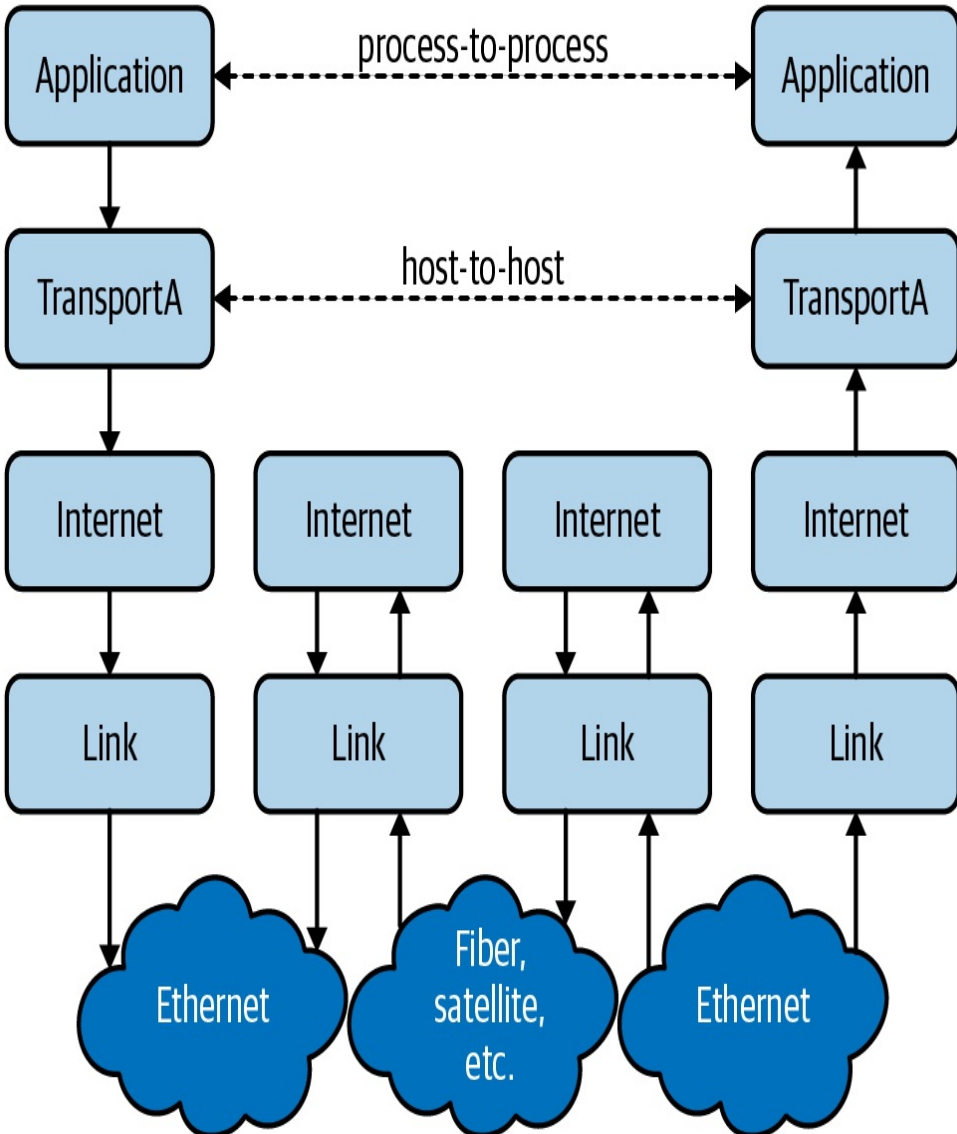 process-to-process
Application
Application
host-to-host
TransportA
TransportA
Internet
Internet
Internet
Internet
Link
Link
Link
Link
Ethernet
Fiber,
satellite,
etc.
Ethernet